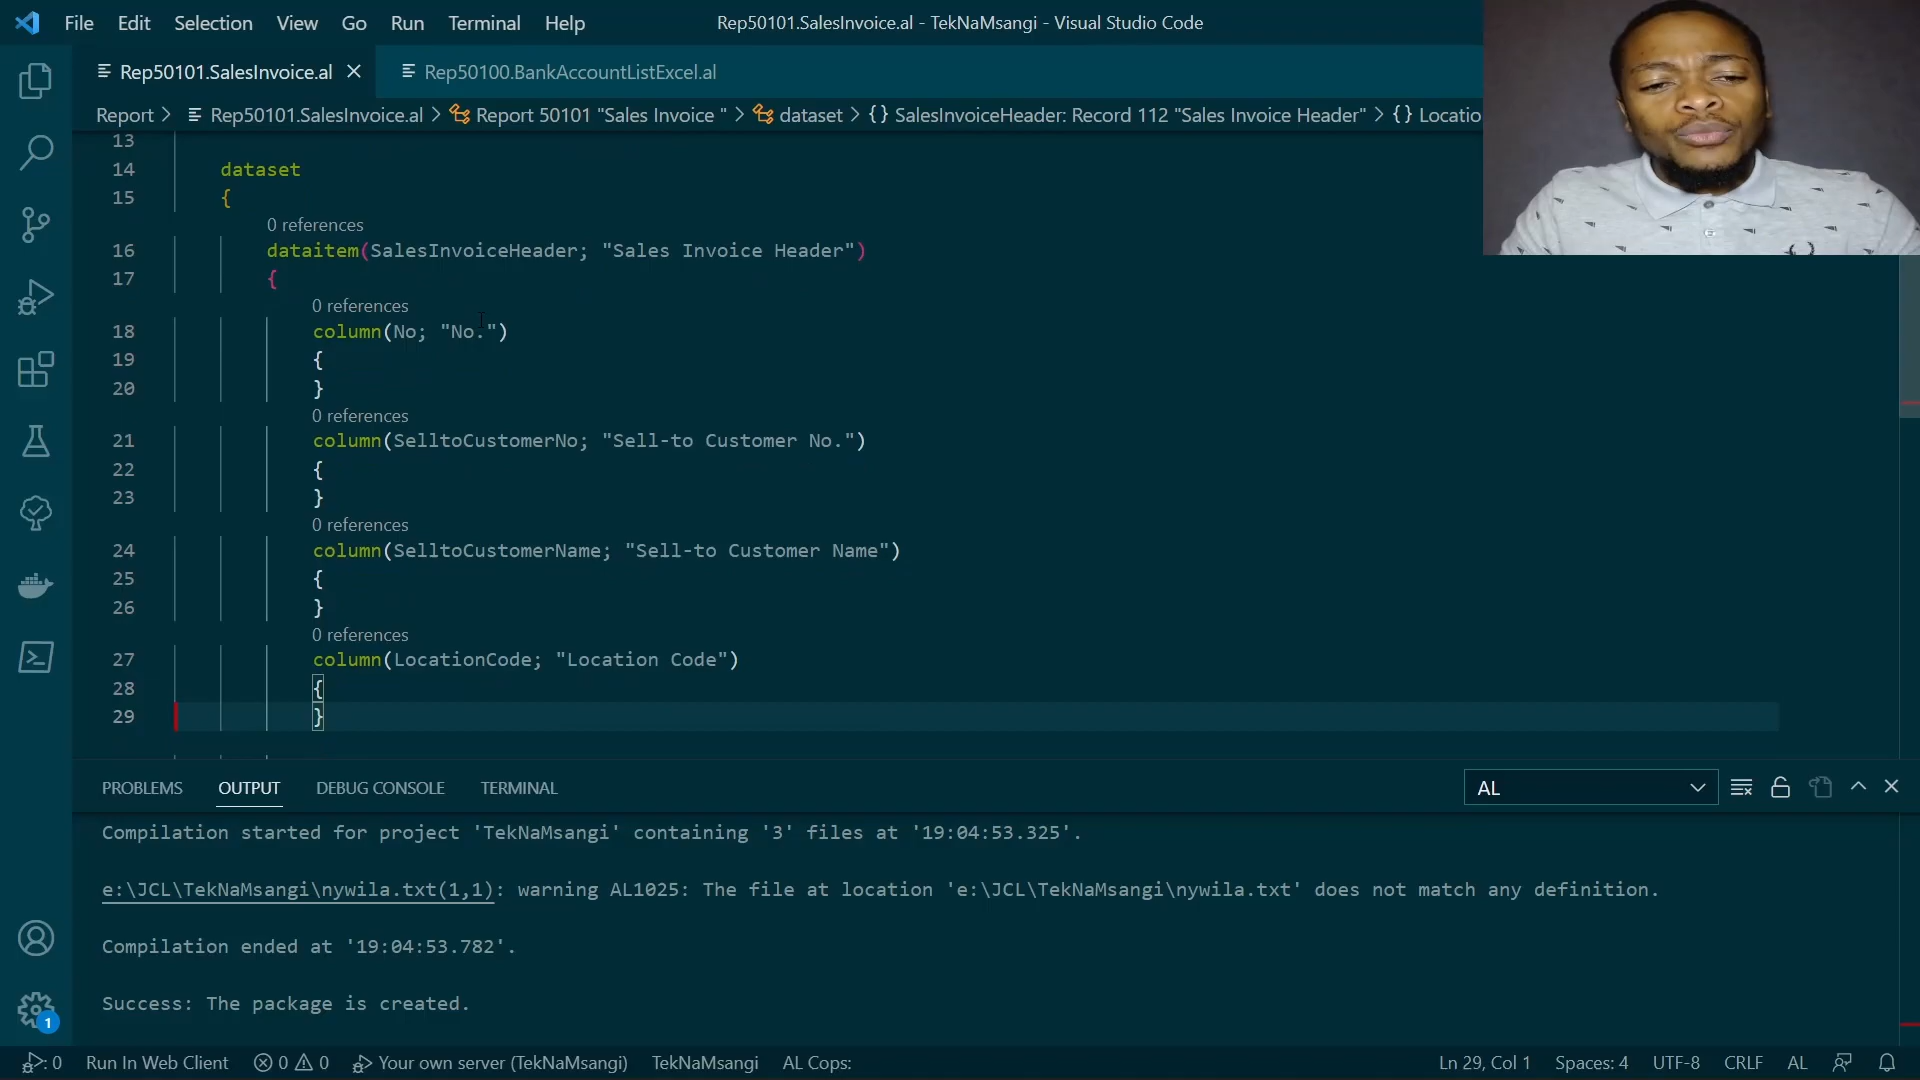 File Edit Selection View Go Run Terminal Help
Rep50101.SalesInvoice.al - TekNaMsangi - Visual Studio Code
Rep50101.SalesInvoice.al
Rep50100.BankAccountListExcel.al
Report > Rep50101.SalesInvoice.al > Report 50101 "Sales Invoice " > dataset > {} SalesInvoiceHeader: Record 112 "Sales Invoice Header" > {} Locatio
13
14 dataset
15 {
0 references
16 dataitem(SalesInvoiceHeader; "Sales Invoice Header")
17 {
0 references
18 column(No; "No.")
19 {
20 }
0 references
21 column(SelltoCustomerNo; "Sell-to Customer No.")
22 {
23 }
0 references
24 column(SelltoCustomerName; "Sell-to Customer Name")
25 {
26 }
0 references
27 column(LocationCode; "Location Code")
28 {
29 }
PROBLEMS OUTPUT DEBUG CONSOLE TERMINAL
AL
Compilation started for project 'TekNaMsangi' containing '3' files at '19:04:53.325'.
e:\JCL\TekNaMsangi\nywila.txt(1,1): warning AL1025: The file at location 'e:\JCL\TekNaMsangi\nywila.txt' does not match any definition.
Compilation ended at '19:04:53.782'.
Success: The package is created.
1
: 0 Run In Web Client 0 0 Your own server (TekNaMsangi) TekNaMsangi AL Cops: Ln 29, Col 1 Spaces: 4 UTF-8 CRLF AL